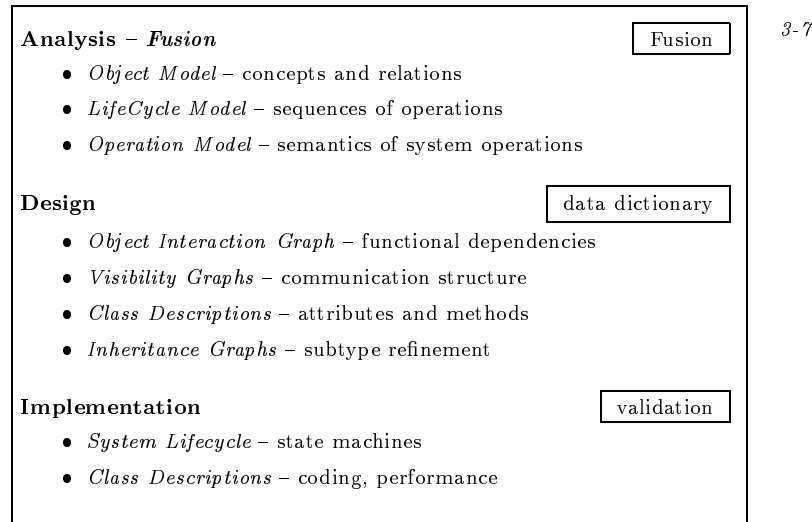 Analysis – Fusion
Fusion
3-7
• Object Model – concepts and relations
• LifeCycle Model – sequences of operations
• Operation Model – semantics of system operations
Design
data dictionary
• Object Interaction Graph – functional dependencies
• Visibility Graphs – communication structure
• Class Descriptions – attributes and methods
• Inheritance Graphs – subtype refinement
Implementation
validation
• System Lifecycle – state machines
• Class Descriptions – coding, performance